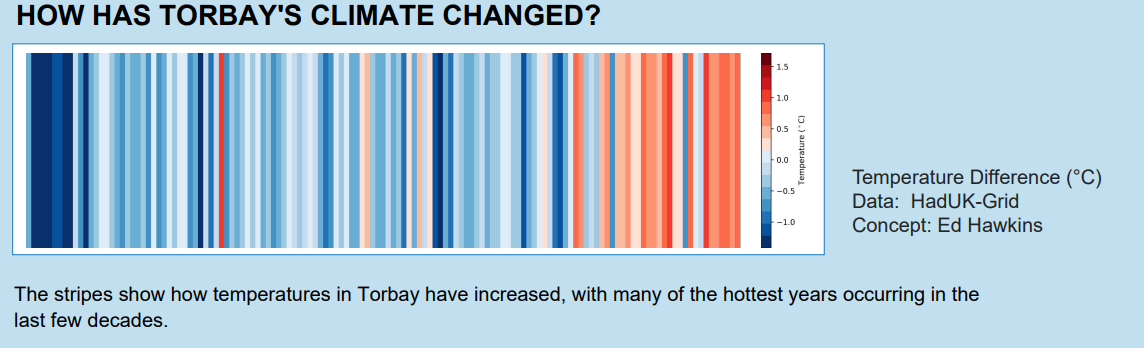 HOW HAS TORBAY'S CLIMATE CHANGED?
1.5
1.0
0.5
0.0
−0.5
−1.0
Temperature (°C)
Temperature Difference (°C)
Data: HadUK-Grid
Concept: Ed Hawkins
The stripes show how temperatures in Torbay have increased, with many of the hottest years occurring in the
last few decades.